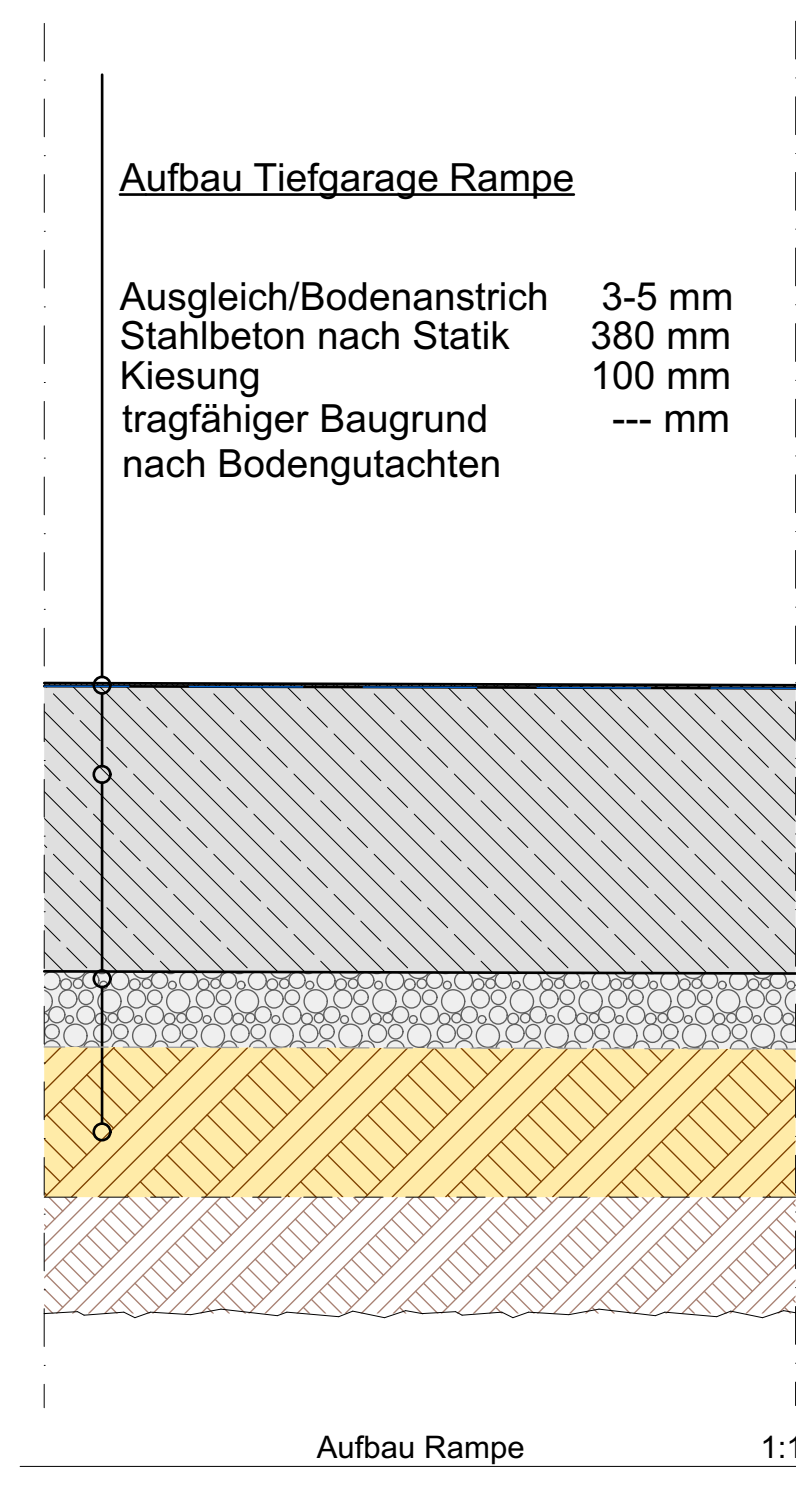 Aufbau Tiefgarage Rampe
Ausgleich/Bodenanstrich 3-5 mm
Stahlbeton nach Statik 380 mm
Kiesung 100 mm
tragfähiger Baugrund --- mm
nach Bodengutachten
Aufbau Rampe